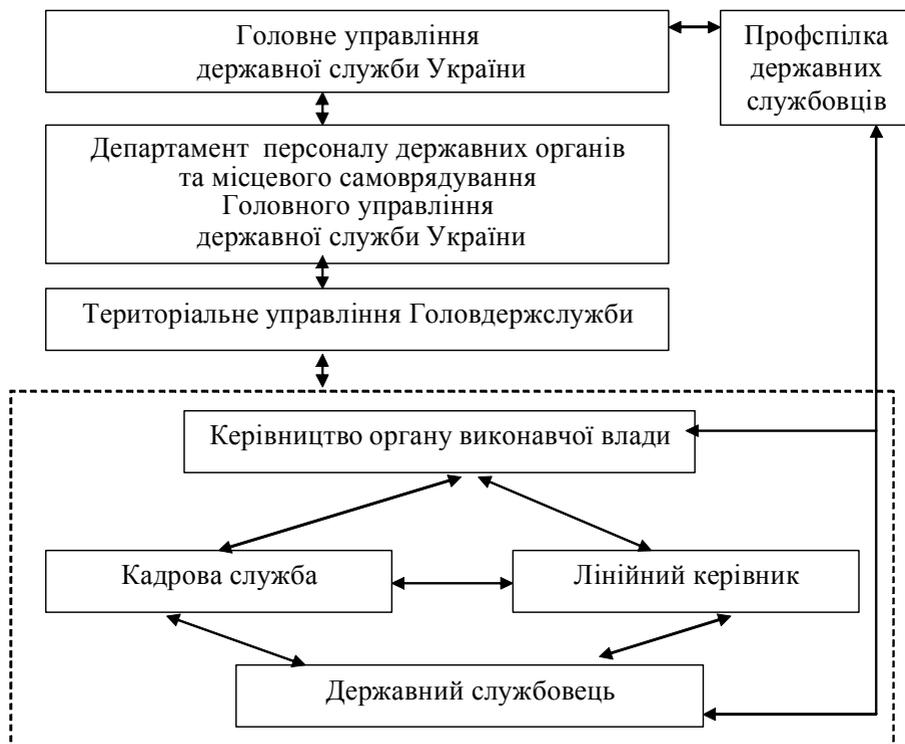 Головне управління
державної служби України
Профспілка
державних
службовців
Департамент персоналу державних органів
та місцевого самоврядування
Головного управління
державної служби України
Територіальне управління Головдержслужби
Керівництво органу виконавчої влади
Кадрова служба
Лінійний керівник
Державний службовець